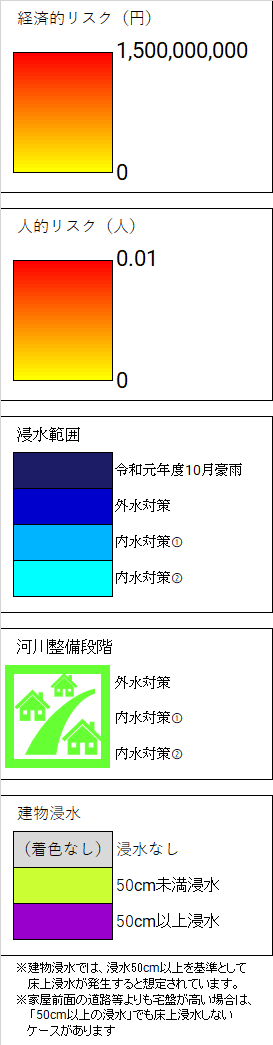 経済的リスク（円）
1,500,000,000
0
人的リスク（人）
0.01
0
浸水範囲
令和元年度10月豪雨
外水対策
内水対策①
内水対策②
河川整備段階
外水対策
内水対策①
内水対策②
建物浸水
（着色なし） 浸水なし
50cm未満浸水
50cm以上浸水
※建物浸水では、浸水50cm以上を基準として
床上浸水が発生すると想定されています。
※家屋前面の道路等よりも宅盤が高い場合は、
「50cm以上の浸水」でも床上浸水しない
ケースがあります